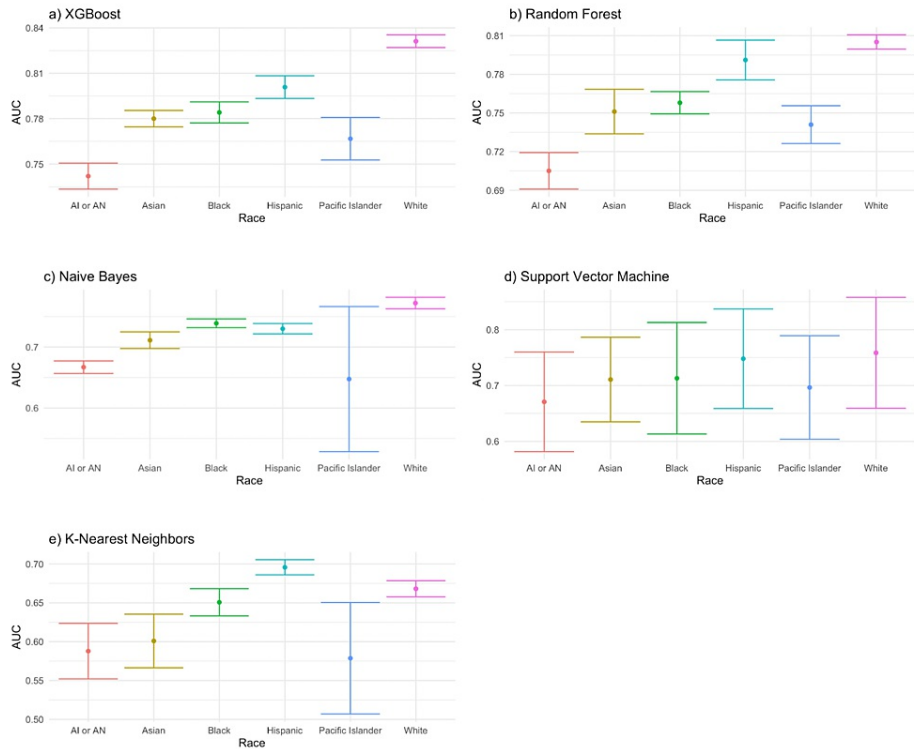 a) XGBoost
0.84
0.81
0.78
0.75
AUC
AI or AN Asian Black Hispanic Pacific Islander White
Race
b) Random Forest
0.81
0.78
0.75
0.72
0.69
AUC
AI or AN Asian Black Hispanic Pacific Islander White
Race
c) Naive Bayes
0.7
0.6
AUC
AI or AN Asian Black Hispanic Pacific Islander White
Race
d) Support Vector Machine
0.8
0.7
0.6
AUC
AI or AN Asian Black Hispanic Pacific Islander White
Race
e) K-Nearest Neighbors
0.70
0.65
0.60
0.55
0.50
AUC
AI or AN Asian Black Hispanic Pacific Islander White
Race